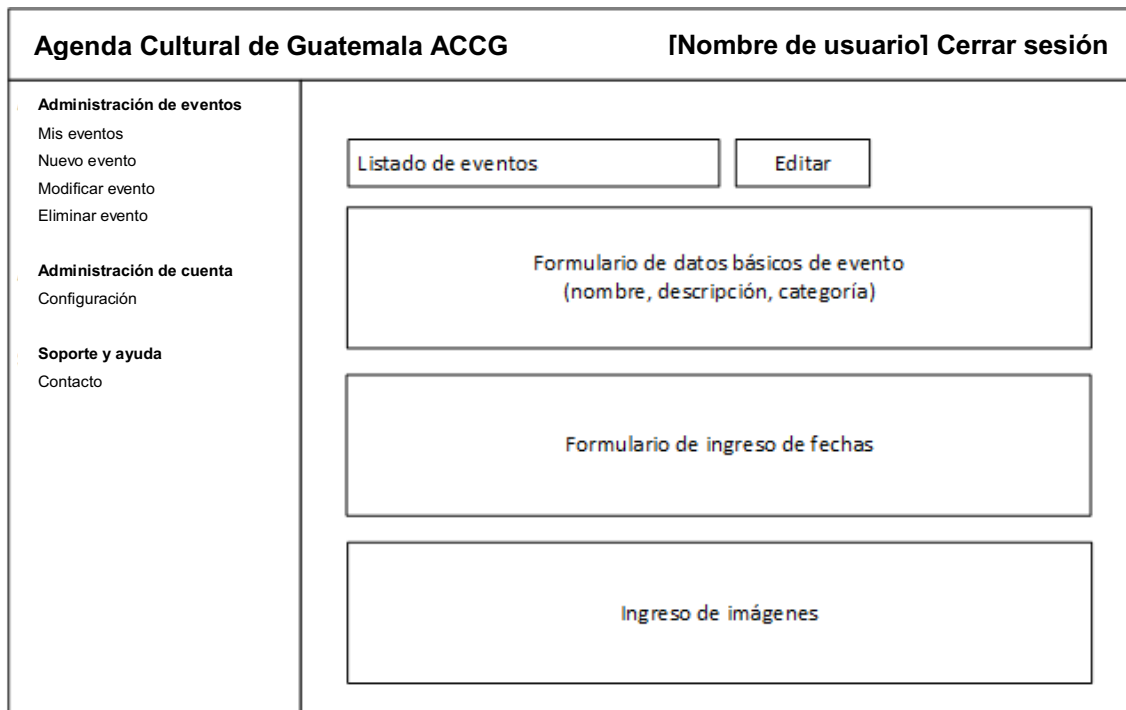 Agenda Cultural de Guatemala ACCG
[Nombre de usuario] Cerrar sesión
Administración de eventos
Mis eventos
Nuevo evento
Modificar evento
Eliminar evento
Administración de cuenta
Configuración
Soporte y ayuda
Contacto
Listado de eventos
Editar
Formulario de datos básicos de evento
(nombre, descripción, categoría)
Formulario de ingreso de fechas
Ingreso de imágenes